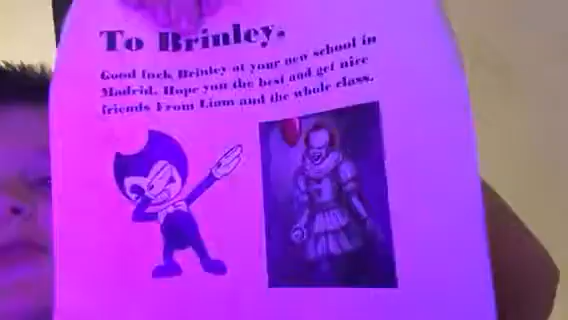 To Brinley.
Good luck Brinley at your new school in
Madrid. Hope you the best and get nice
friends From Liam and the whole class.